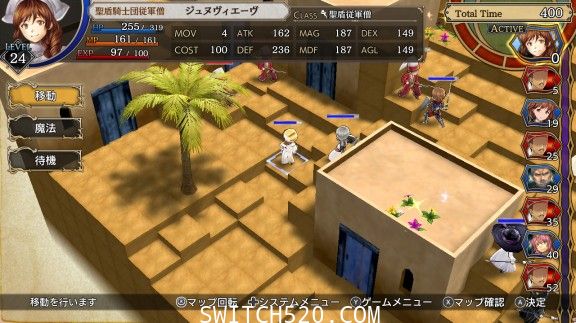 聖盾騎士団従軍僧 ジュヌヴィエーヴ CLASS 聖盾従軍僧
HP 255/319 MOV 4 ATK 162 MAG 187 DEX 149
MP 161/161 COST 100 DEF 236 MDF 187 AGL 149
LEVEL 24 EXP 97/100
Total Time 400
ACTIVE
0
5
19
25
29
35
40
52
移動
魔法
待機
移動を行います マップ回転 システムメニュー Yゲームメニュー Xマップ確認 A決定
SWITCH520.COM